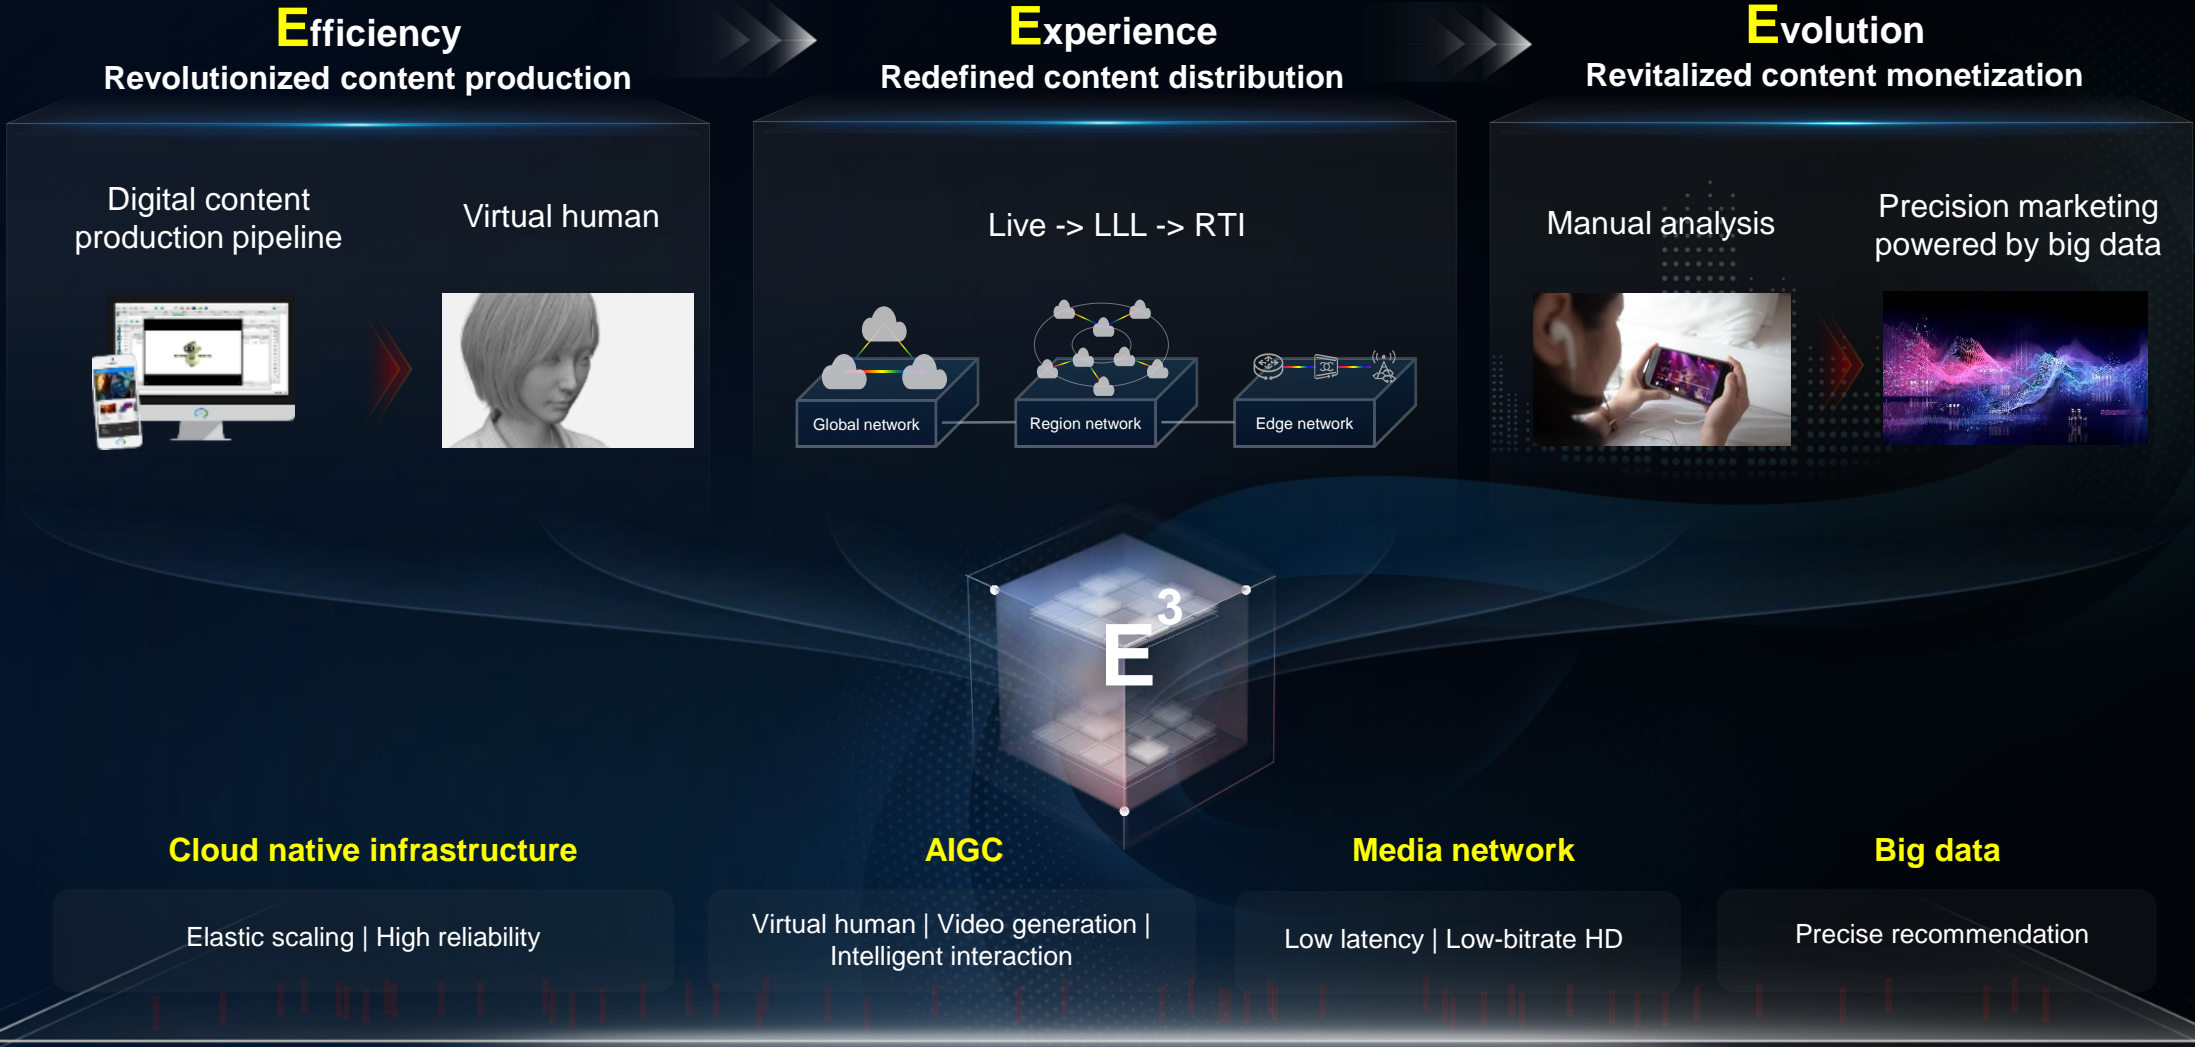 Efficiency
Revolutionized content production
Experience
Redefined content distribution
Evolution
Revitalized content monetization
Digital content
production pipeline
Virtual human
Live -> LLL -> RTI
Global network
Region network
Edge network
Manual analysis
Precision marketing
powered by big data
E³
Cloud native infrastructure
Elastic scaling | High reliability
AIGC
Virtual human | Video generation |
Intelligent interaction
Media network
Low latency | Low-bitrate HD
Big data
Precise recommendation